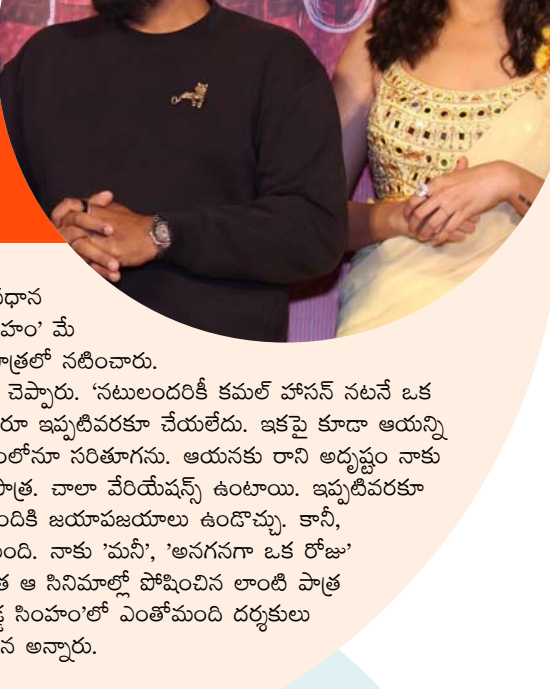 వధాన
హం' మే
ాత్రలో నటించారు.
చెప్పారు. 'నటులందరికీ కమల్ హాసన్ నటనే ఒక
రూ ఇప్పటివరకూ చేయలేదు. ఇకపై కూడా ఆయన్ని
ంలోనూ సరితూగను. ఆయనకు రాని అదృష్టం నాకు
పాత్ర. చాలా వేరియేషన్స్ ఉంటాయి. ఇప్పటివరకూ
ందికి జయాపజయాలు ఉండొచ్చు. కానీ,
ుంది. నాకు 'మనీ', 'అనగనగా ఒక రోజు'
త ఆ సినిమాల్లో పోషించిన లాంటి పాత్ర
డ్డ సింహం'లో ఎంతోమంది దర్శకులు
న అన్నారు.